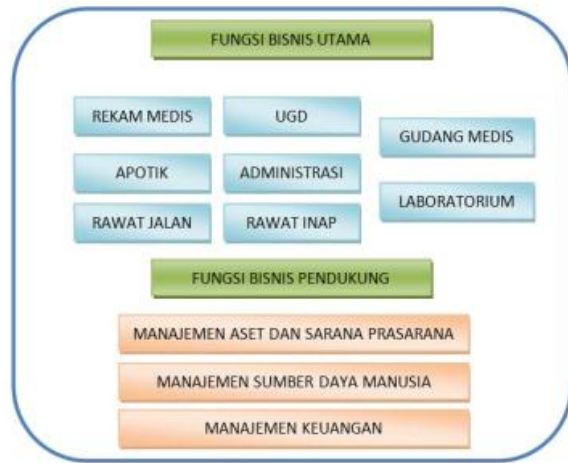 FUNGSI BISNIS UTAMA
REKAM MEDIS
UGD
GUDANG MEDIS
APOTIK
ADMINISTRASI
LABORATORIUM
RAWAT JALAN
RAWAT INAP
FUNGSI BISNIS PENDUKUNG
MANAJEMEN ASET DAN SARANA PRASARANA
MANAJEMEN SUMBER DAYA MANUSIA
MANAJEMEN KEUANGAN